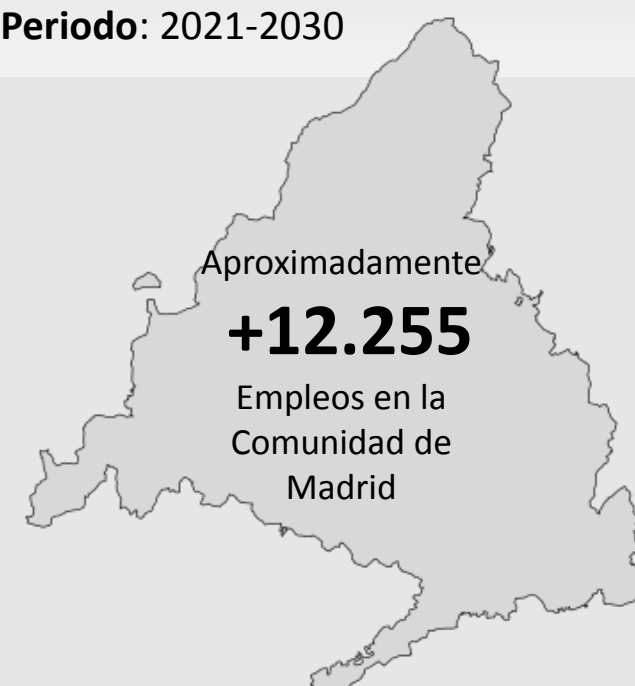 Periodo: 2021-2030
Aproximadamente
+12.255
Empleos en la
Comunidad de
Madrid